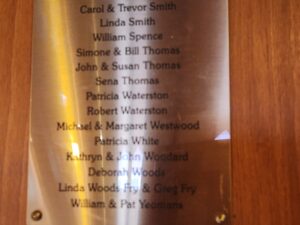 Carol & Trevor Smith
Linda Smith
William Spence
Simone & Bill Thomas
John & Susan Thomas
Sena Thomas
Patricia Waterston
Robert Waterston
Michael & Margaret Westwood
Patricia White
Kathryn & John Woodard
Deborah Woods
Linda Woods-Fry & Greg Fry
William & Pat Yeomans